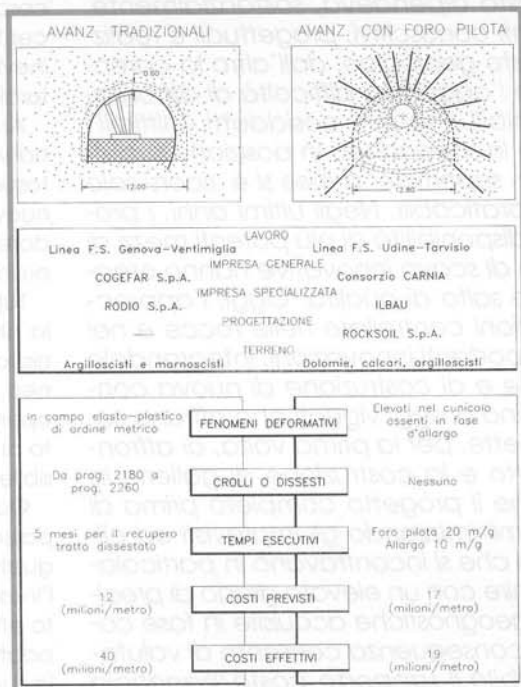 AVANZ. TRADIZIONALI
AVANZ. CON FORO PILOTA
0.60
12.00
12.80
LAVORO
Linea F.S. Genova-Ventimiglia
Linea F.S. Udine-Tarvisio
IMPRESA GENERALE
COGEFAR S.p.A.
Consorzio CARNIA
IMPRESA SPECIALIZZATA
RODIO S.p.A.
ILBAU
PROGETTAZIONE
—
ROCKSOIL S.p.A.
TERRENO
Argilloscisti e marnoscisti
Dolomie, calcari, argilloscisti
in campo elasto-plastico
di ordine metrico
FENOMENI DEFORMATIVI
Elevati nel cunicolo
assenti in fase
d'allargo
Da prog. 2180
prog. 2260
CROLLI O DISSESTI
Nessuno
5 mesi per il recupero
tratto dissestato
TEMPI ESECUTIVI
Foro pilota 20 m/g
Allargo 10 m/g
12
(milioni/metro)
COSTI PREVISTI
19
(milioni/metro)
40
(milioni/metro)
COSTI EFFETTIVI
19
(milioni/metro)